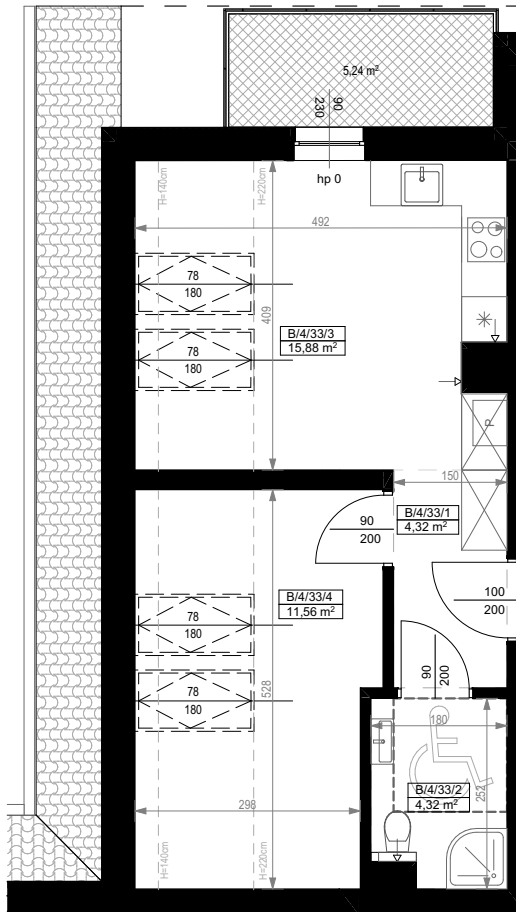 5,24 m²
90
230
hp 0
H=140cm
H=220cm
492
78
180
409
B/4/33/3
15,88 m²
78
180
P
150
B/4/33/1
4,32 m²
90
200
100
200
B/4/33/4
11,56 m²
78
180
90
200
78
180
528
180
B/4/33/2
4,32 m²
252
298
H=140cm
H=220cm